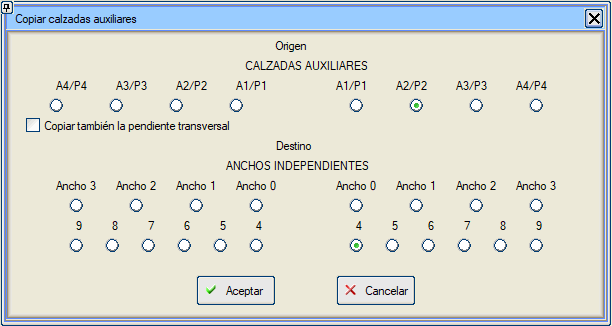 Copiar calzadas auxiliares
Origen
CALZADAS AUXILIARES
A4/P4 A3/P3 A2/P2 A1/P1 A1/P1 A2/P2 A3/P3 A4/P4
Copiar también la pendiente transversal
Destino
ANCHOS INDEPENDIENTES
Ancho 3 Ancho 2 Ancho 1 Ancho 0 Ancho 0 Ancho 1 Ancho 2 Ancho 3
9 8 7 6 5 4 4 5 6 7 8 9
Aceptar Cancelar